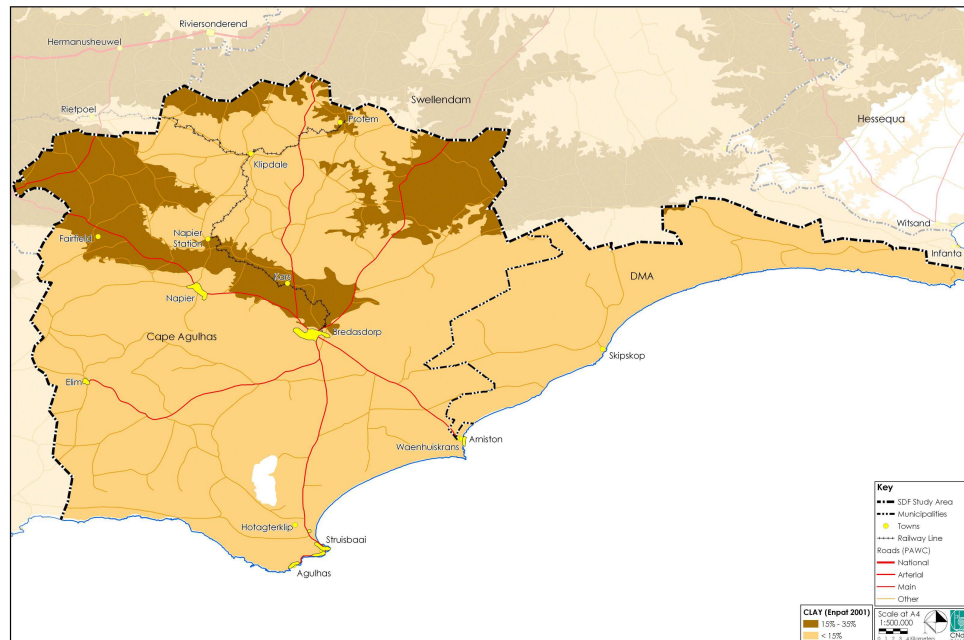 Riviersonderend
Hermanusheuwel
Rietpoel
Swellendam
Protem
Hessequa
Klipdale
Witsand
Fairfield
Napier
Station
Infanta
DMA
Kars
Napier
Bredasdorp
Cape Agulhas
Skipskop
Elim
Arniston
Waenhuiskrans
Hotagterklip
Struisbaai
Agulhas
Key
SDF Study Area
Municipalities
Towns
Railway Line
Roads (PAWC)
National
Arterial
Main
Other
CLAY (Enpat 2001)
15% - 35%
< 15%
Scale at A4
1:500,000